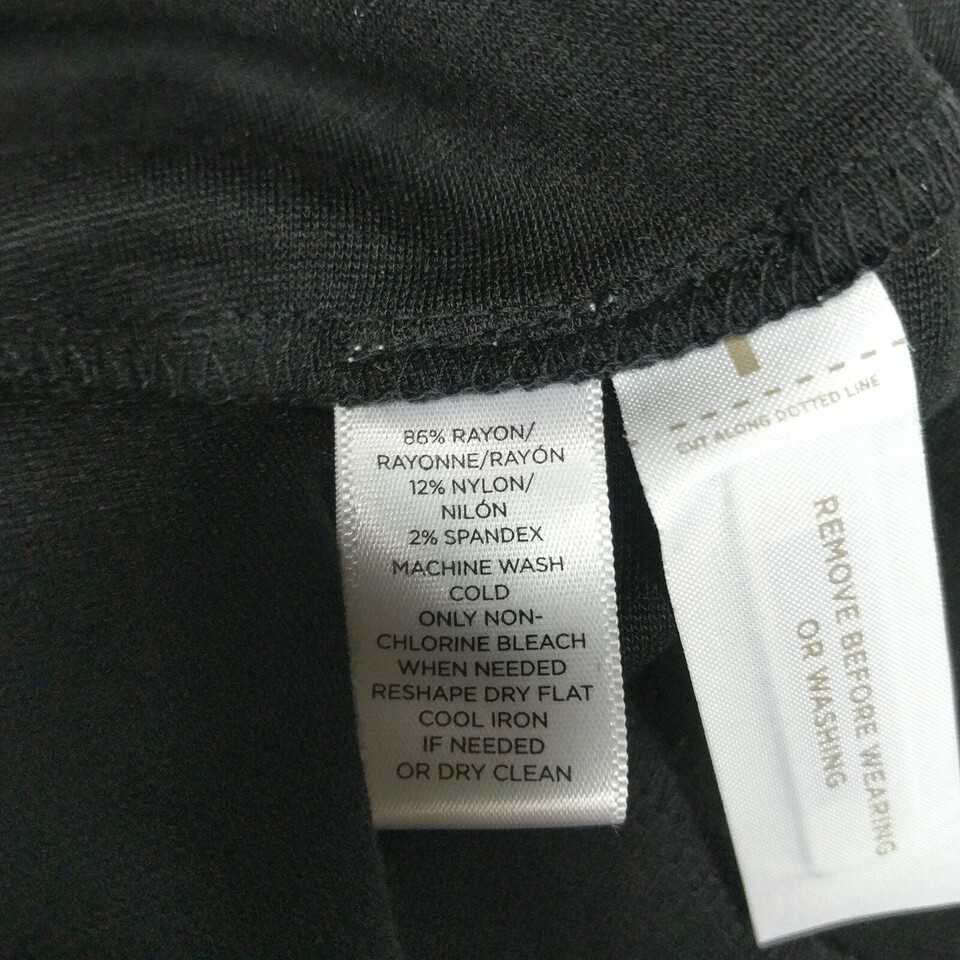 86% RAYON/
RAYONNE/RAYÓN
12% NYLON/
NILÓN
2% SPANDEX
MACHINE WASH
COLD
ONLY NON-
CHLORINE BLEACH
WHEN NEEDED
RESHAPE DRY FLAT
COOL IRON
IF NEEDED
OR DRY CLEAN
CUT ALONG DOTTED LINE
REMOVE BEFORE WEARING
OR WASHING